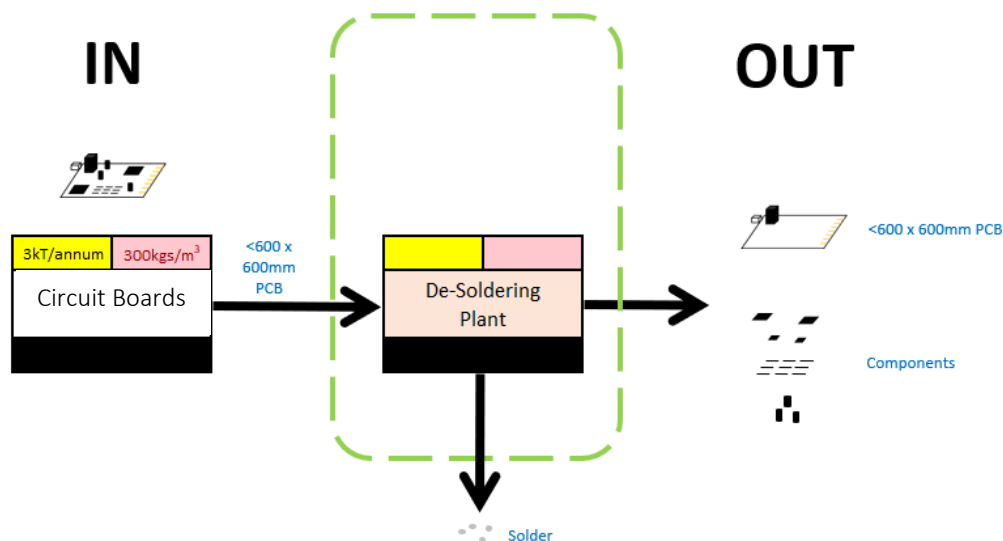 IN
OUT
3kT/annum
300kgs/m³
Circuit Boards
<600 x
600mm
PCB
De-Soldering
Plant
<600 x 600mm PCB
Components
Solder